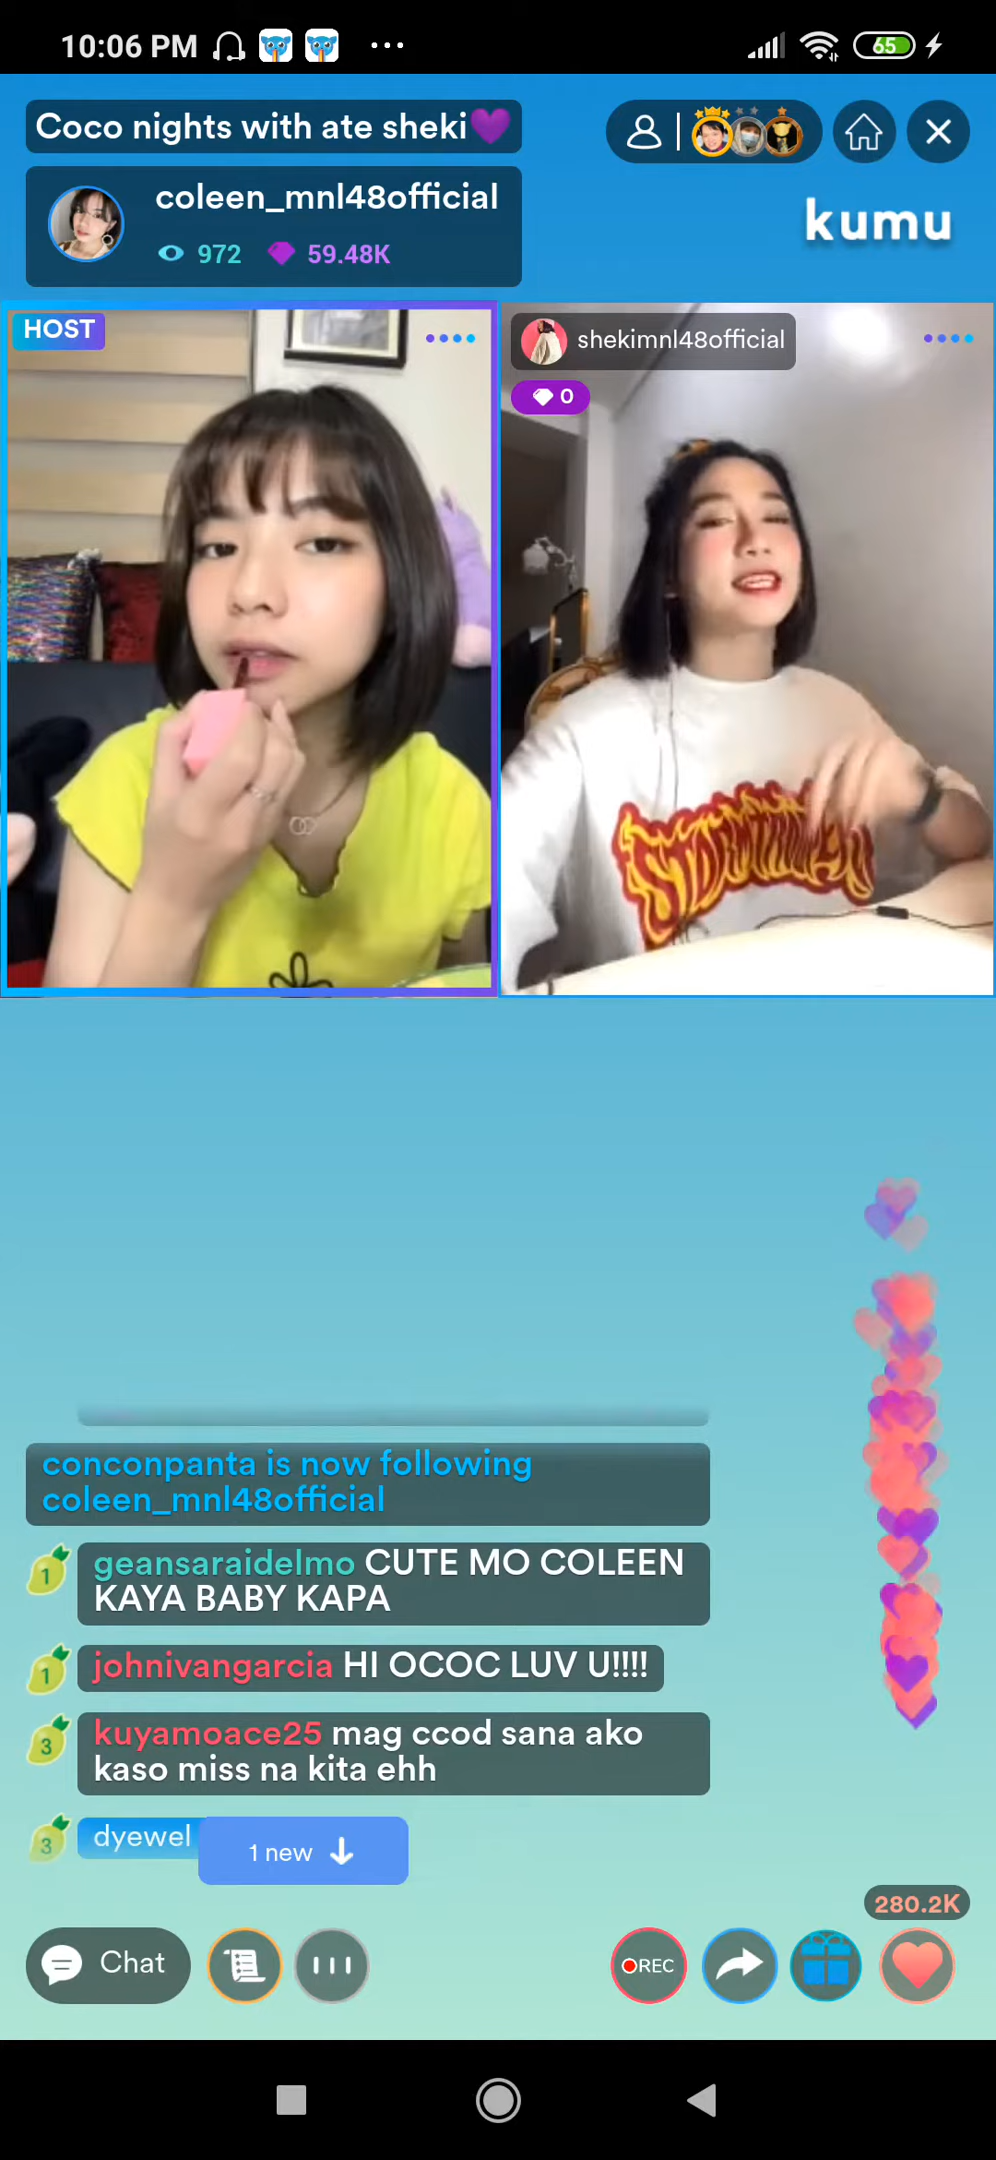 10:06 PM
65
Coco nights with ate sheki💜
coleen_mnl48official
972 59.48K
kumu
HOST
shekimnl48official
0
conconpanta is now following
coleen_mnl48official
1 geansaraidelmo CUTE MO COLEEN
KAYA BABY KAPA
1 johnivangarcia HI OCOC LUV U!!!!
3 kuyamoace25 mag ccod sana ako
kaso miss na kita ehh
3 dyewel
1 new
280.2K
Chat
REC